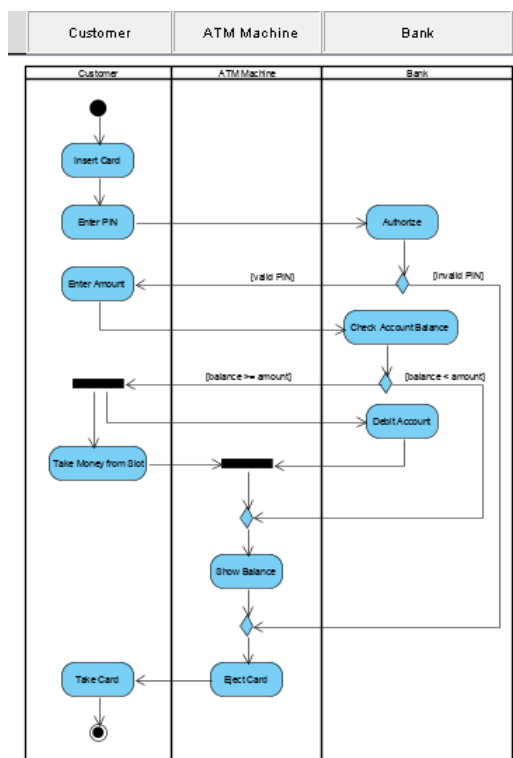 Customer ATM Machine Bank
Customer ATM Machine Bank
Insert Card
Enter PIN Authorize
[valid PIN] [invalid PIN]
Enter Amount
Check Account Balance
[balance >= amount] [balance < amount]
Debit Account
Take Money from Slot
Show Balance
Take Card Eject Card